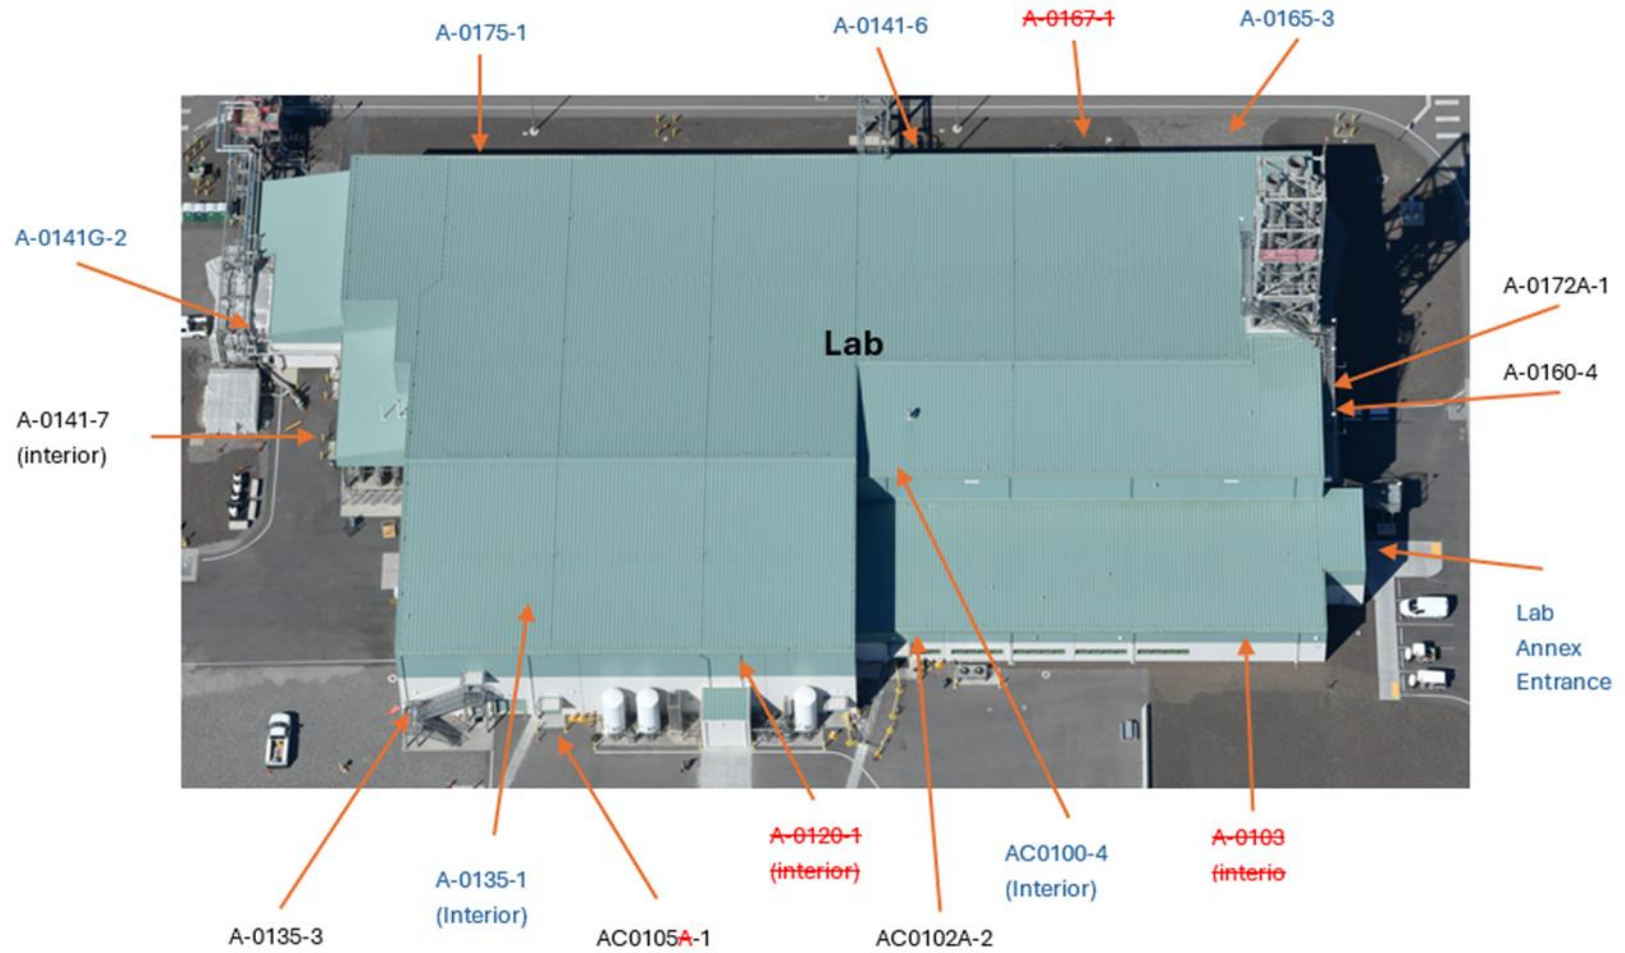 A-0175-1
A-0141-6
A-0167-1
A-0165-3
A-0141G-2
A-0172A-1
Lab
A-0160-4
A-0141-7
(interior)
Lab
Annex
Entrance
A-0120-1
(interior)
A-0103
(interio
AC0100-4
(Interior)
A-0135-1
(Interior)
A-0135-3
AC0105A-1
AC0102A-2